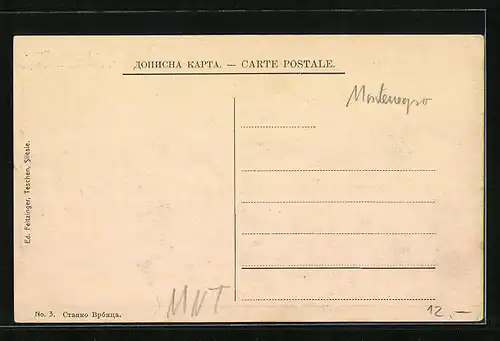 ДОПИСНА КАРТА. — CARTE POSTALE.
Montenegro
Ed. Feitzinger, Teschen, Silesie.
MNT
No. 3. Станко Врбица.
12.—